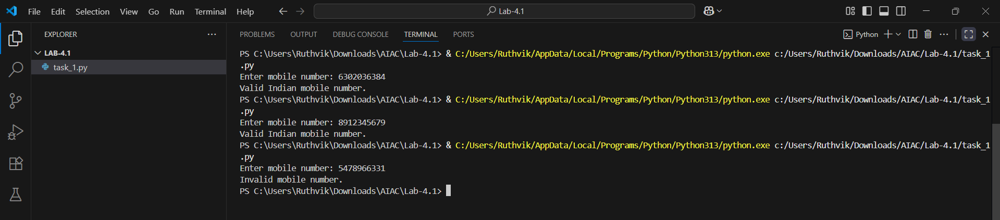 File Edit Selection View Go Run Terminal Help
Lab-4.1
EXPLORER
LAB-4.1
task_1.py
PROBLEMS OUTPUT DEBUG CONSOLE TERMINAL PORTS
Python
PS C:\Users\Ruthvik\Downloads\AIAC\Lab-4.1> & C:/Users/Ruthvik/AppData/Local/Programs/Python/Python313/python.exe c:/Users/Ruthvik/Downloads/AIAC/Lab-4.1/task_1
.py
Enter mobile number: 6302036384
Valid Indian mobile number.
PS C:\Users\Ruthvik\Downloads\AIAC\Lab-4.1> & C:/Users/Ruthvik/AppData/Local/Programs/Python/Python313/python.exe c:/Users/Ruthvik/Downloads/AIAC/Lab-4.1/task_1
.py
Enter mobile number: 8912345679
Valid Indian mobile number.
PS C:\Users\Ruthvik\Downloads\AIAC\Lab-4.1> & C:/Users/Ruthvik/AppData/Local/Programs/Python/Python313/python.exe c:/Users/Ruthvik/Downloads/AIAC/Lab-4.1/task_1
.py
Enter mobile number: 5478966331
Invalid mobile number.
PS C:\Users\Ruthvik\Downloads\AIAC\Lab-4.1>